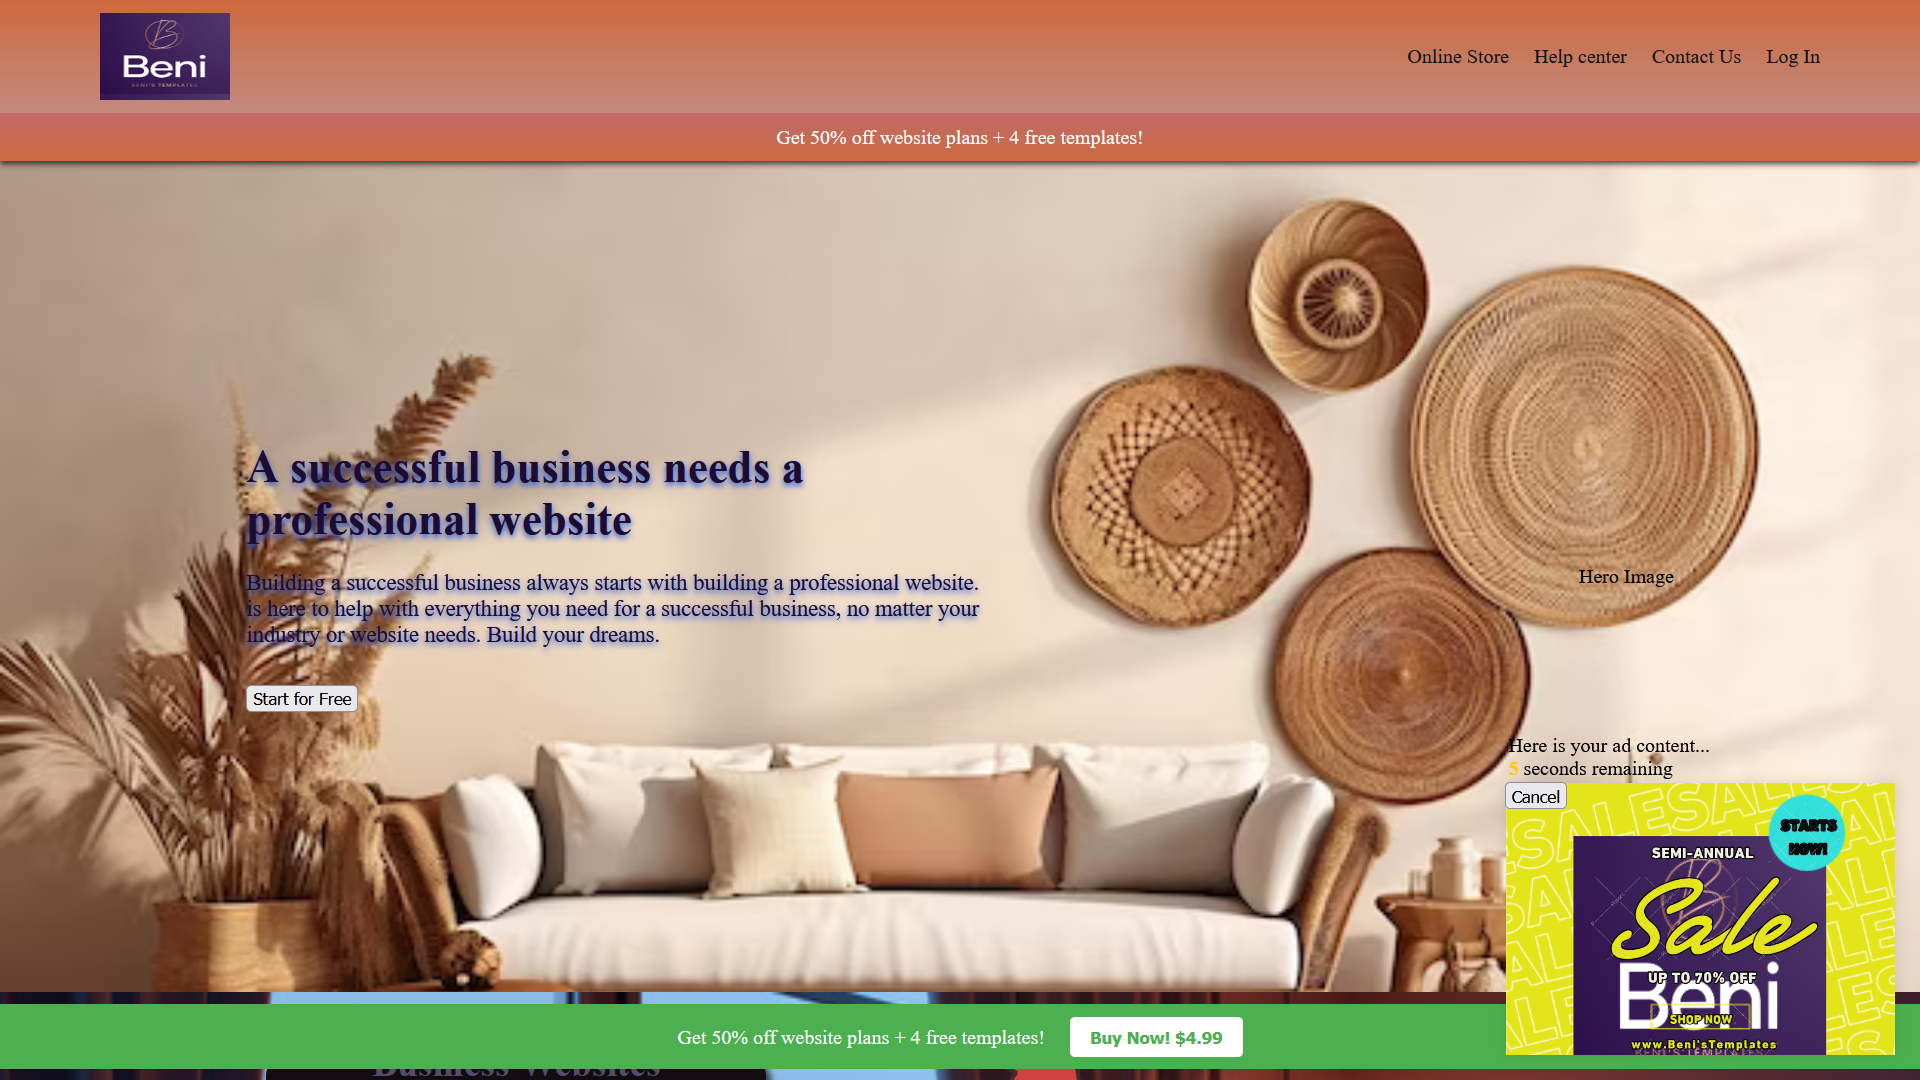 Beni
BENI'S TEMPLATES
Online Store Help center Contact Us Log In
Get 50% off website plans + 4 free templates!
A successful business needs a
professional website
Building a successful business always starts with building a professional website.
is here to help with everything you need for a successful business, no matter your
industry or website needs. Build your dreams.
Start for Free
Hero Image
Here is your ad content...
5 seconds remaining
Cancel
SALE SALE
STARTS
NOW!
SEMI-ANNUAL
Sale
UP TO 70% OFF
Beni
SHOP NOW
www.Beni'sTemplates
BENI'S TEMPLATES
Get 50% off website plans + 4 free templates!
Buy Now! $4.99
Business Websites